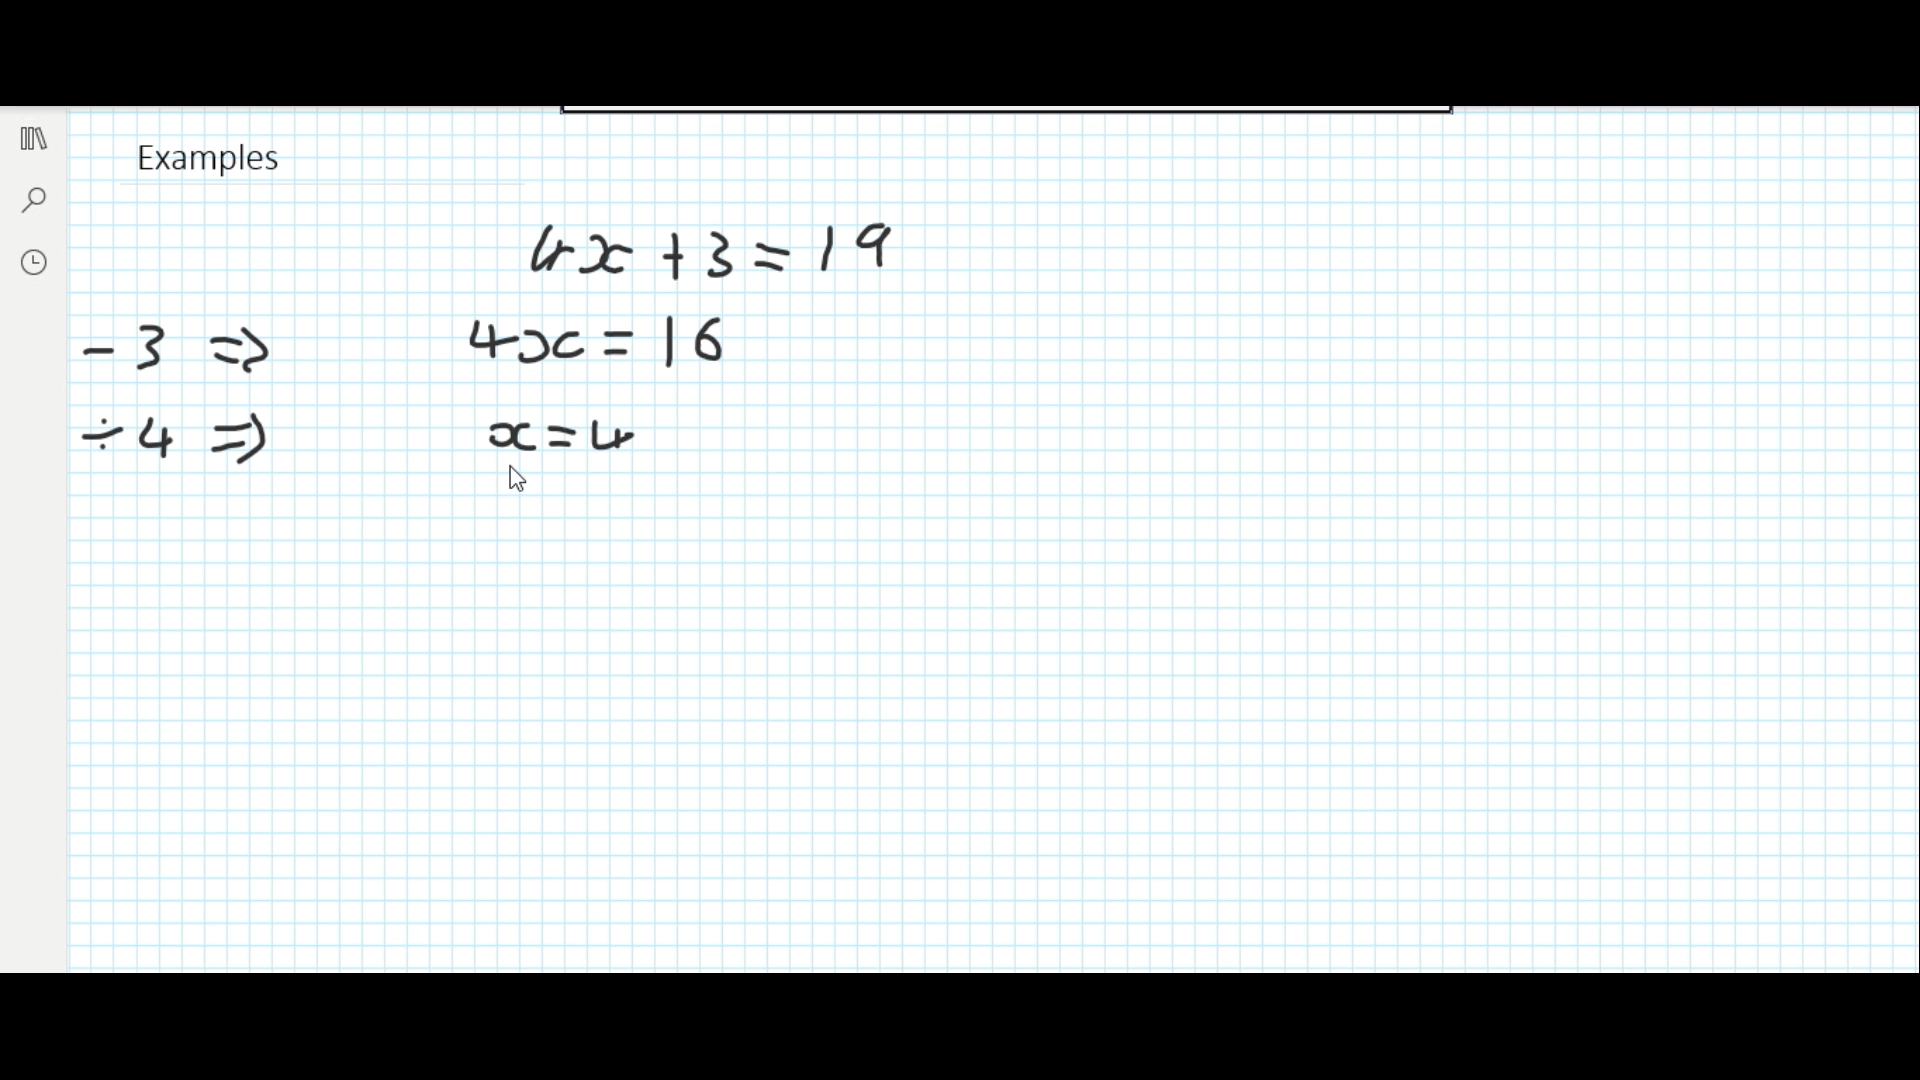 Examples
4x + 3 = 19
- 3 ⇒ 4x = 16
÷ 4 ⇒ x = 4